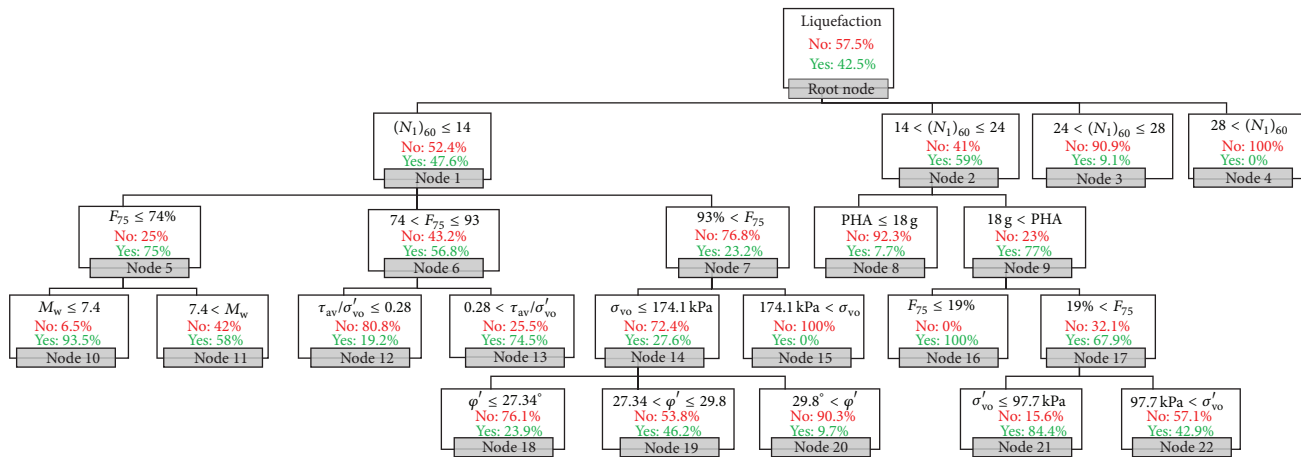 Liquefaction
No: 57.5%
Yes: 42.5%
Root node
(N₁)₆₀ ≤ 14
No: 52.4%
Yes: 47.6%
Node 1
14 < (N₁)₆₀ ≤ 24
No: 41%
Yes: 59%
Node 2
24 < (N₁)₆₀ ≤ 28
No: 90.9%
Yes: 9.1%
Node 3
28 < (N₁)₆₀
No: 100%
Yes: 0%
Node 4
F₇₅ ≤ 74%
No: 25%
Yes: 75%
Node 5
74 < F₇₅ ≤ 93
No: 43.2%
Yes: 56.8%
Node 6
93% < F₇₅
No: 76.8%
Yes: 23.2%
Node 7
PHA ≤ 18 g
No: 92.3%
Yes: 7.7%
Node 8
18 g < PHA
No: 23%
Yes: 77%
Node 9
M_w ≤ 7.4
No: 6.5%
Yes: 93.5%
Node 10
7.4 < M_w
No: 42%
Yes: 58%
Node 11
τ_av/σ′_vo ≤ 0.28
No: 80.8%
Yes: 19.2%
Node 12
0.28 < τ_av/σ′_vo
No: 25.5%
Yes: 74.5%
Node 13
σ_vo ≤ 174.1 kPa
No: 72.4%
Yes: 27.6%
Node 14
174.1 kPa < σ_vo
No: 100%
Yes: 0%
Node 15
F₇₅ ≤ 19%
No: 0%
Yes: 100%
Node 16
19% < F₇₅
No: 32.1%
Yes: 67.9%
Node 17
φ′ ≤ 27.34°
No: 76.1%
Yes: 23.9%
Node 18
27.34 < φ′ ≤ 29.8
No: 53.8%
Yes: 46.2%
Node 19
29.8° < φ′
No: 90.3%
Yes: 9.7%
Node 20
σ′_vo ≤ 97.7 kPa
No: 15.6%
Yes: 84.4%
Node 21
97.7 kPa < σ′_vo
No: 57.1%
Yes: 42.9%
Node 22